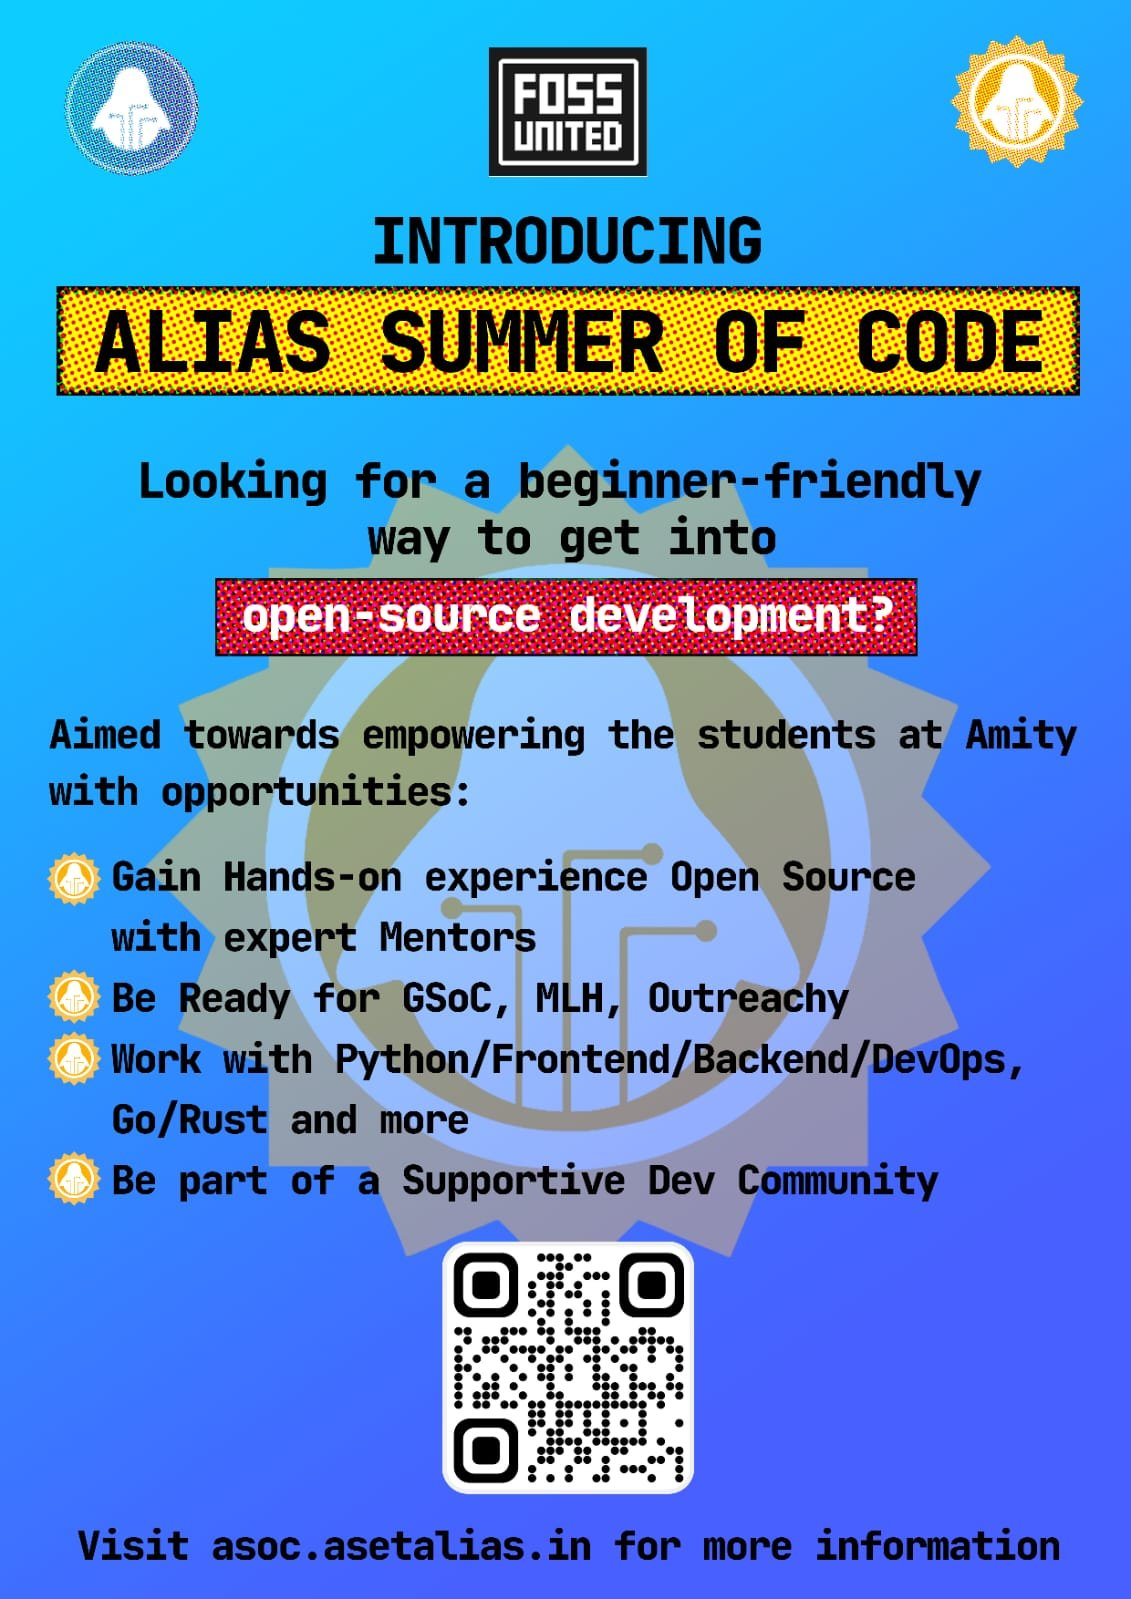 FOSS
UNITED
INTRODUCING
ALIAS SUMMER OF CODE
Looking for a beginner-friendly
way to get into
open-source development?
Aimed towards empowering the students at Amity
with opportunities:
Gain Hands-on experience Open Source
with expert Mentors
Be Ready for GSoC, MLH, Outreachy
Work with Python/Frontend/Backend/DevOps,
Go/Rust and more
Be part of a Supportive Dev Community
Visit asoc.asetalias.in for more information